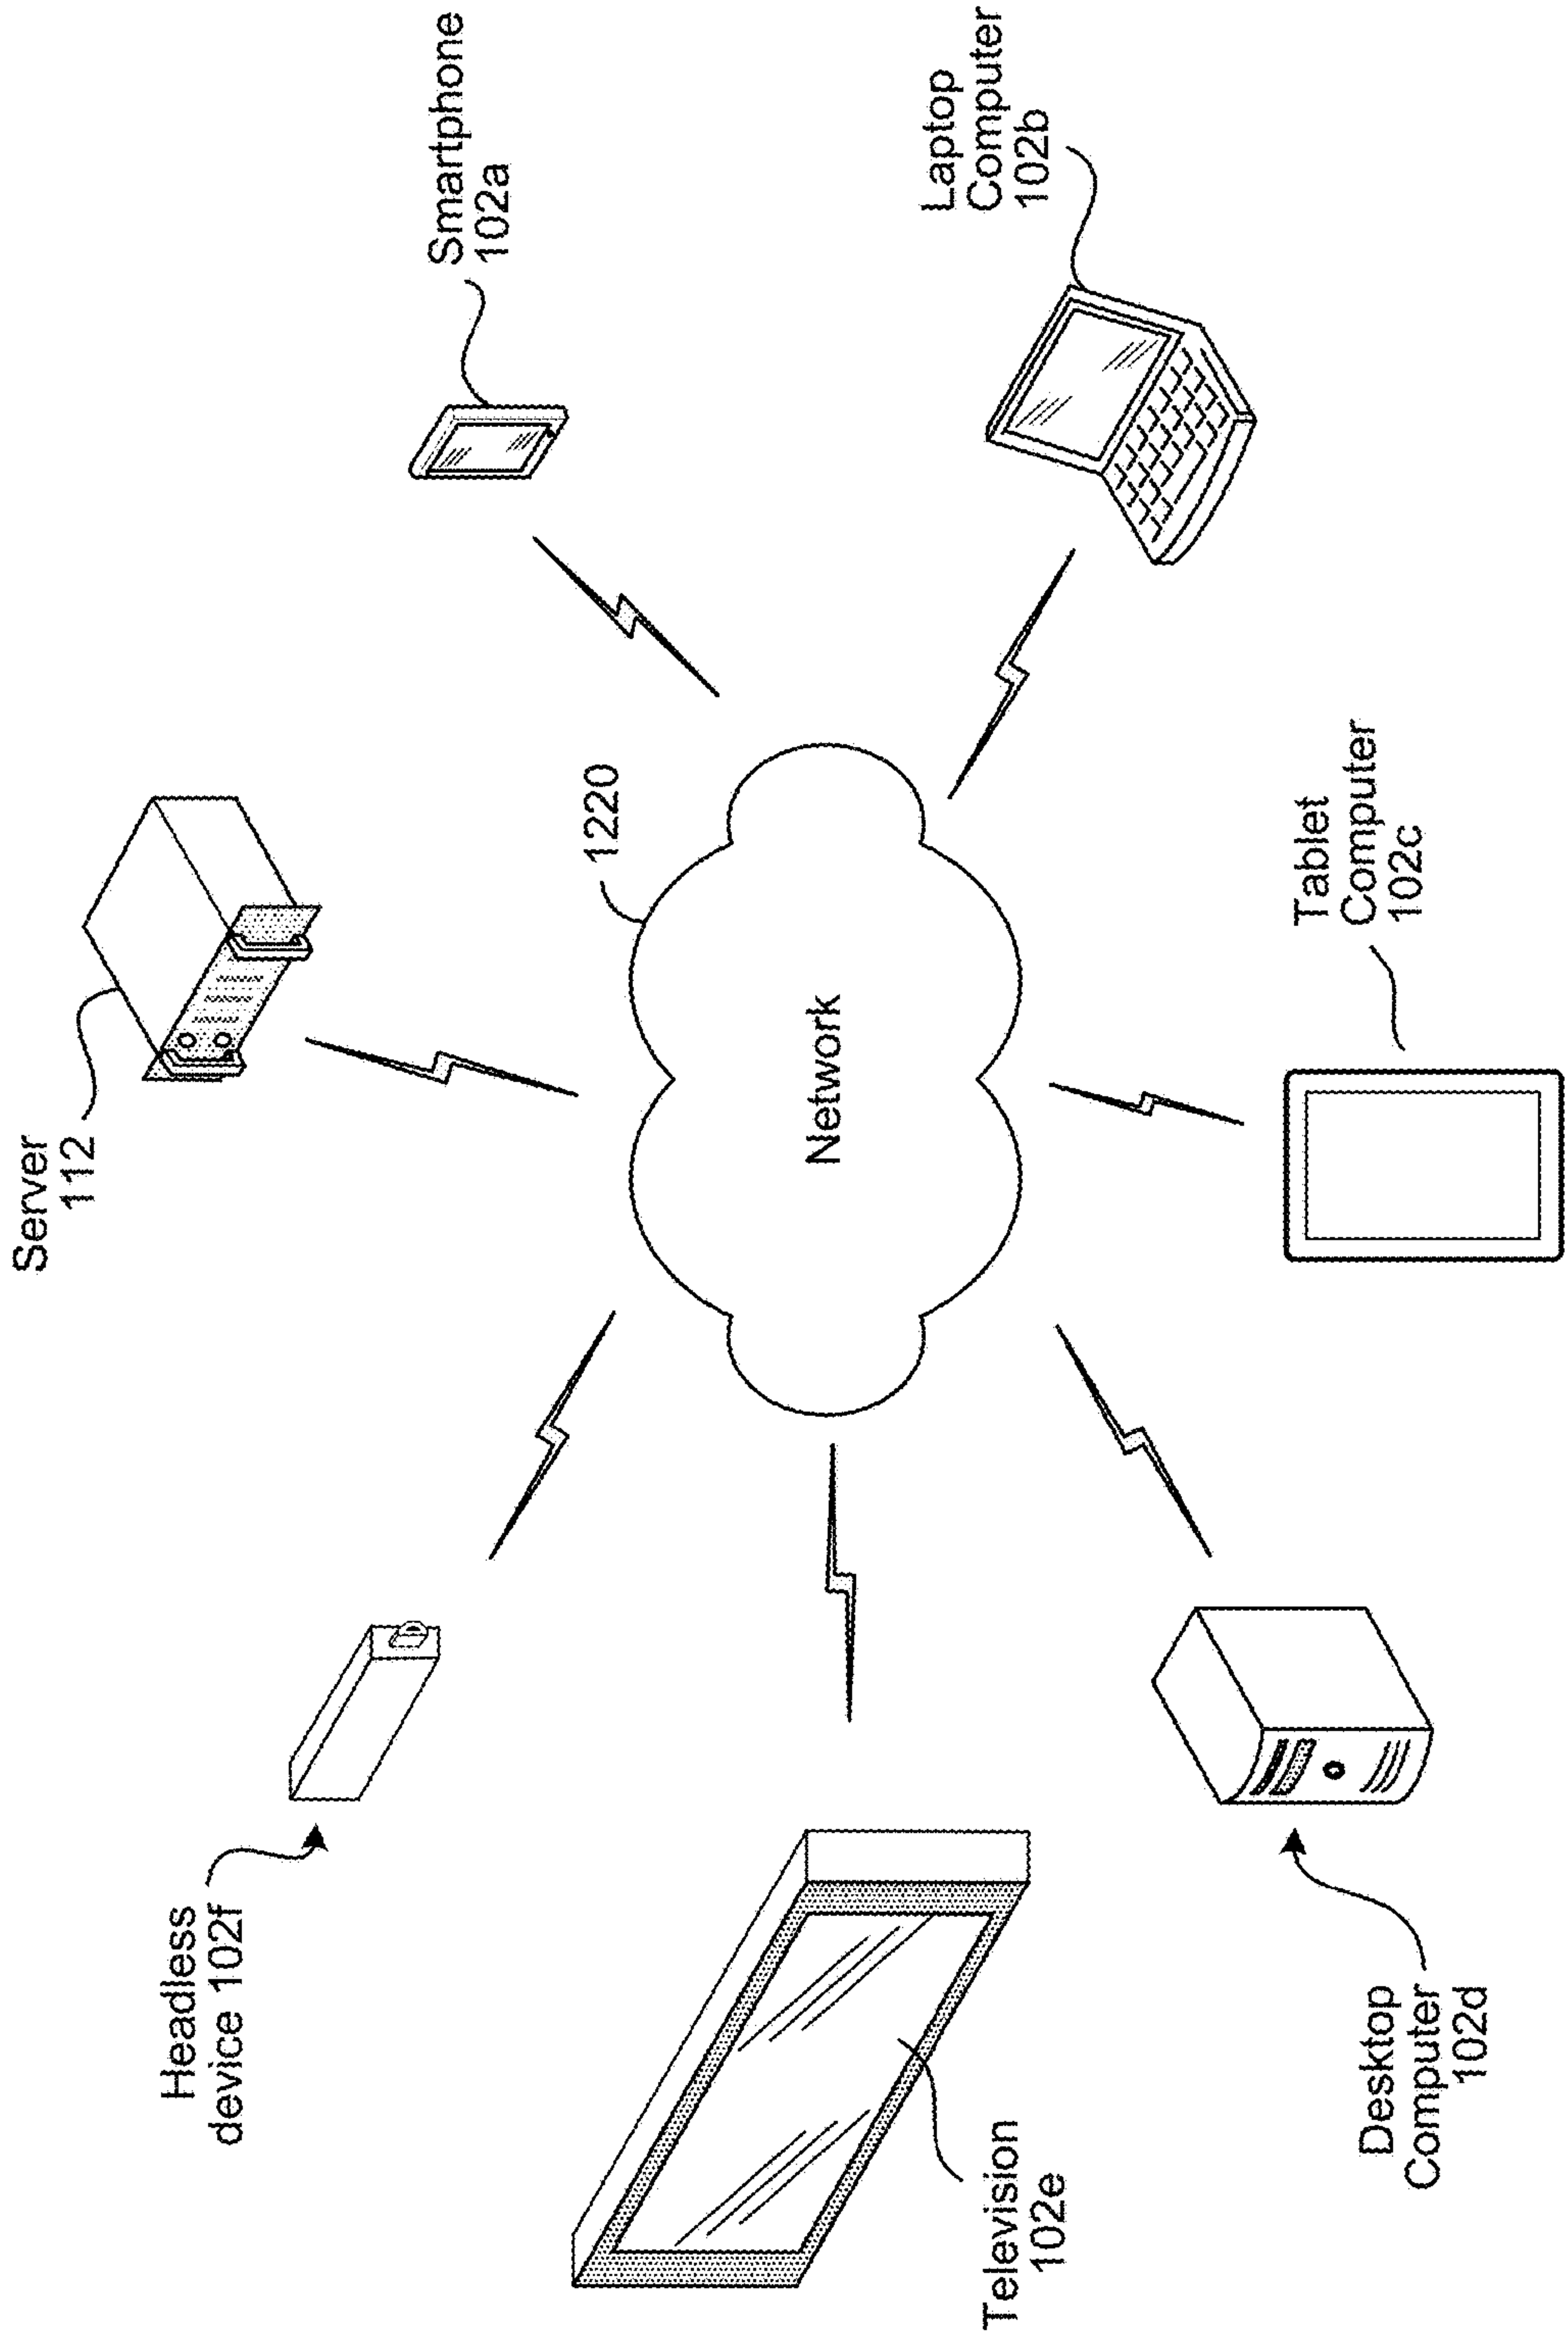 Server
112
Smartphone
102a
Headless
device 102f
1220
Network
Laptop
Computer
102b
Television
102e
Tablet
Computer
102c
Desktop
Computer
102d